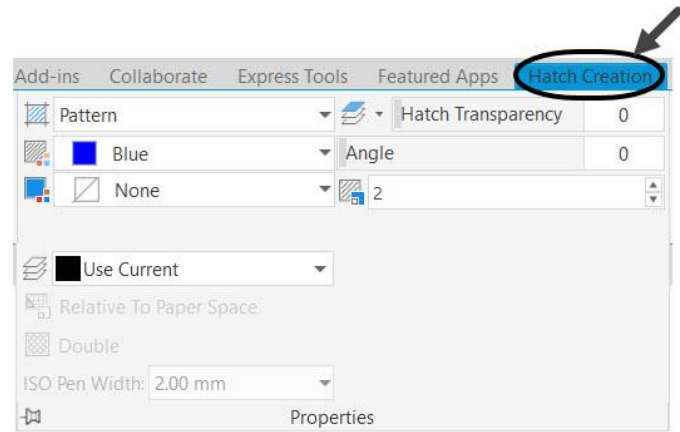 Add-ins Collaborate Express Tools Featured Apps Hatch Creation
Pattern Hatch Transparency 0
Blue Angle 0
None 2
Use Current
Relative To Paper Space
Double
ISO Pen Width: 2.00 mm
Properties